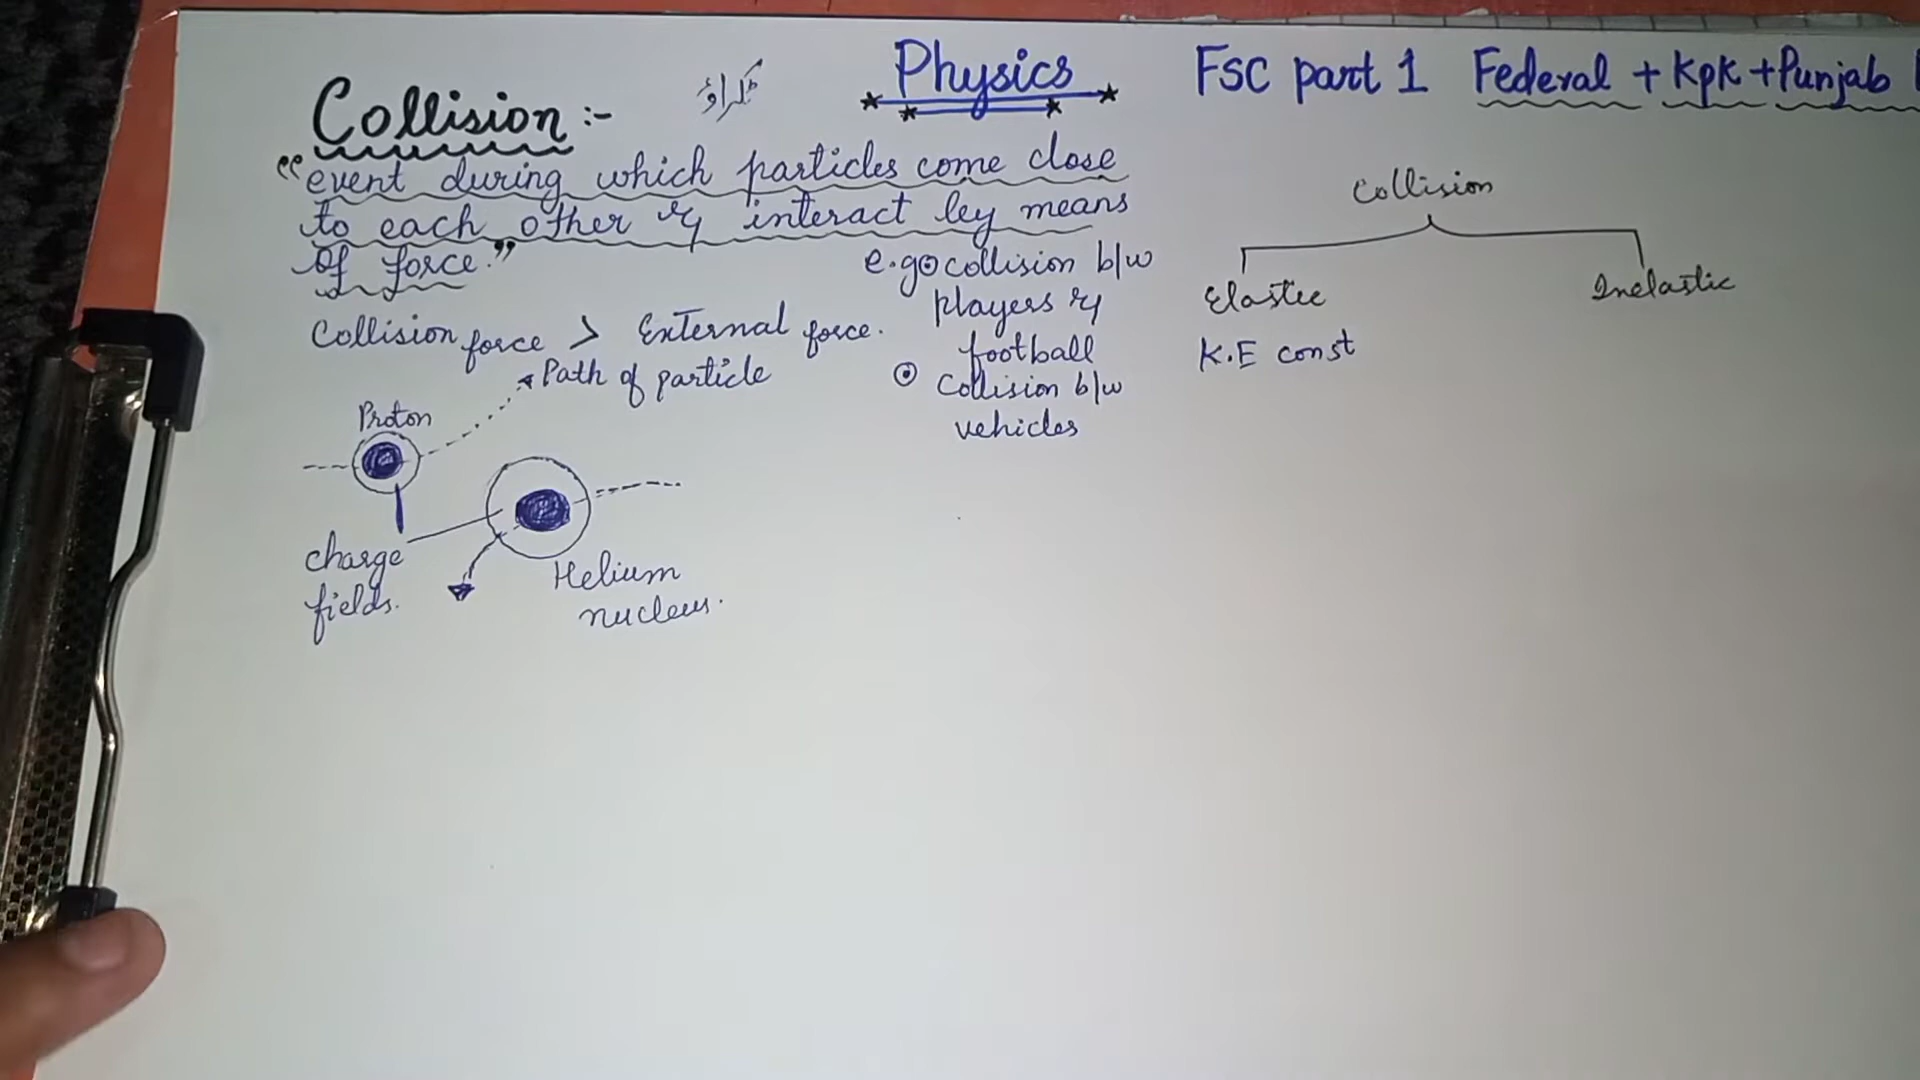 Physics
FSC part 1 Federal + KPK + Punjab
Collision :-
ٹکراؤ
"event during which particles come close
to each other & interact by means
of force."
Collision force > External force.
e.g ⊙ collision b/w
players &
football
⊙ Collision b/w
vehicles
Path of particle
Proton
charge
fields.
Helium
nucleus.
Collision
Elastic
Inelastic
K.E const